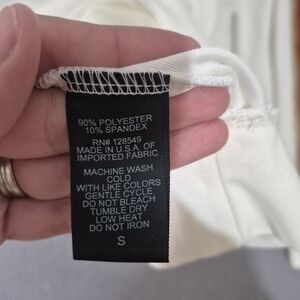 90% POLYESTER
10% SPANDEX
RN# 128549
MADE IN U.S.A. OF
IMPORTED FABRIC
MACHINE WASH
COLD
WITH LIKE COLORS
GENTLE CYCLE
DO NOT BLEACH
TUMBLE DRY
LOW HEAT
DO NOT IRON
S